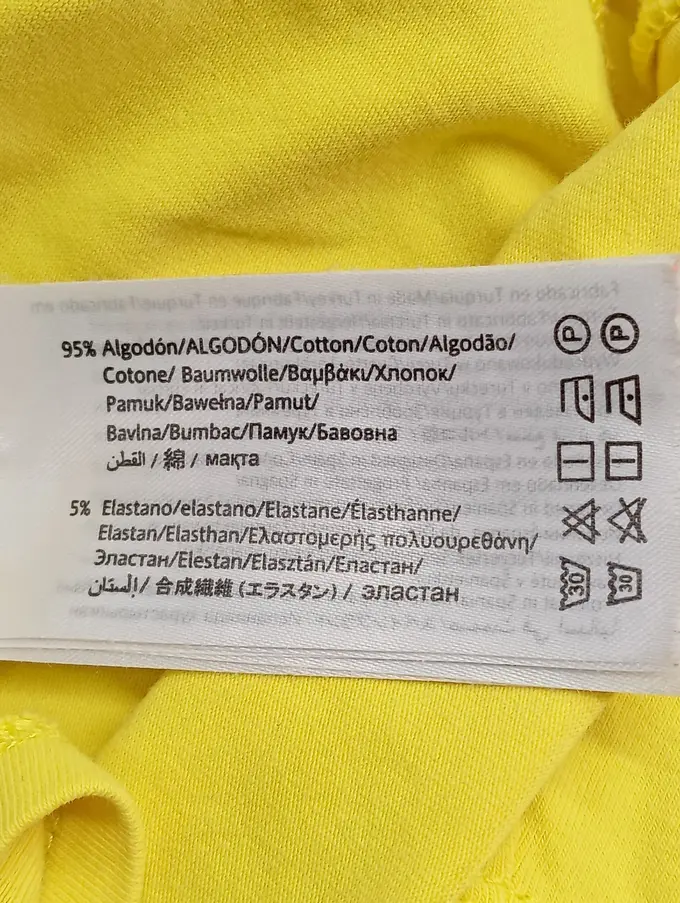 95% Algodón/ALGODÓN/Cotton/Coton/Algodão/
Cotone/ Baumwolle/Βαμβάκι/Хлопок/
Pamuk/Bawełna/Pamut/
Bavlna/Bumbac/Памук/Бавовна
القطن / 綿 / мақта
5% Elastano/elastano/Elastane/Élasthanne/
Elastan/Elasthan/Ελαστομερής πολυουρεθάνη/
Эластан/Elestan/Elasztán/Еластан/
إلستان/ 合成繊維 (エラスタン) / эластан
P P
30 30